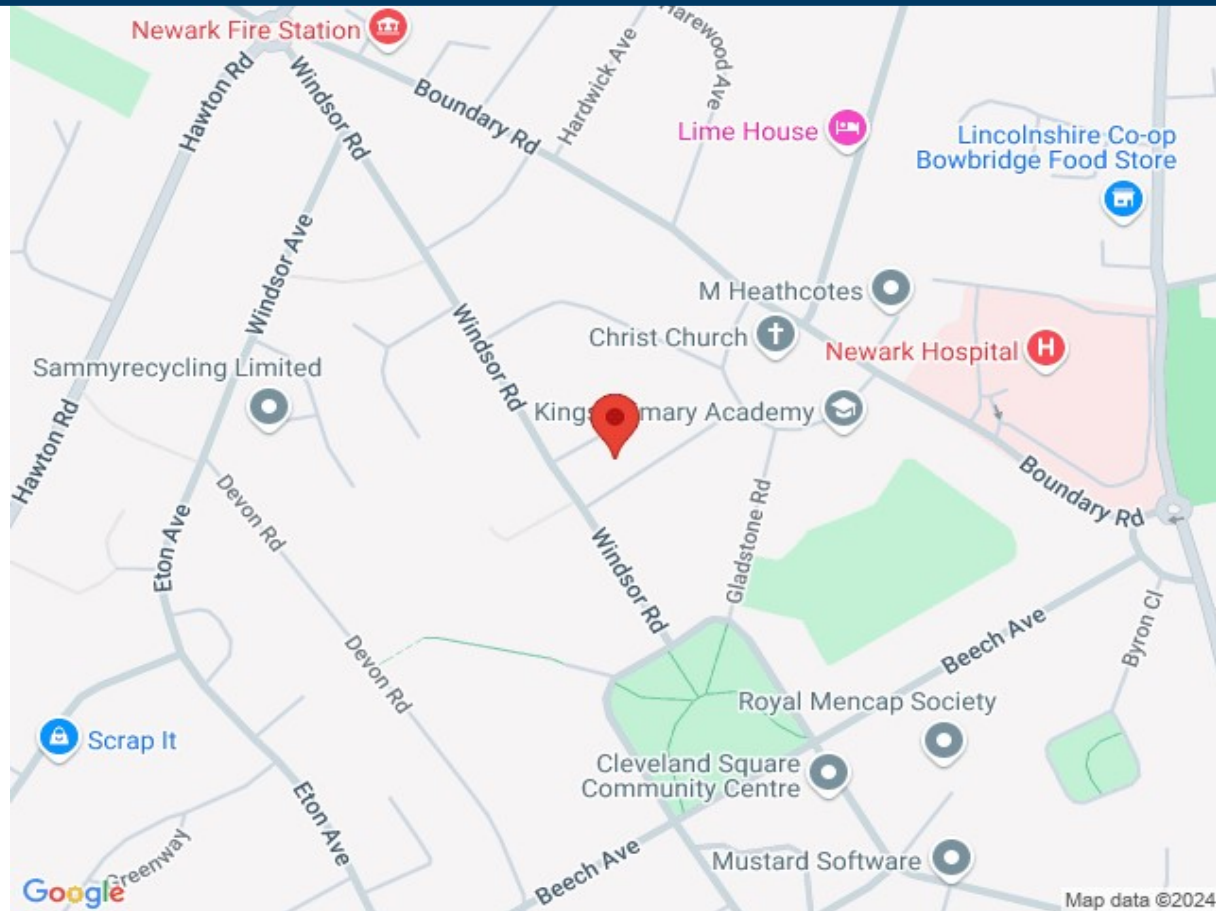 Newark Fire Station
Harewood Ave
Hardwick Ave
Windsor Rd
Hawton Rd
Boundary Rd
Lime House
Lincolnshire Co-op
Bowbridge Food Store
Windsor Ave
M Heathcotes
Christ Church
Newark Hospital
Windsor Rd
Sammyrecycling Limited
Kings
mary Academy
Hawton Rd
Boundary Rd
Devon Rd
Eton Ave
Gladstone Rd
Windsor Rd
Beech Ave
Byron Cl
Devon Rd
Royal Mencap Society
Scrap It
Cleveland Square
Community Centre
Eton Ave
Greenway
Beech Ave
Mustard Software
Google
Map data ©2024